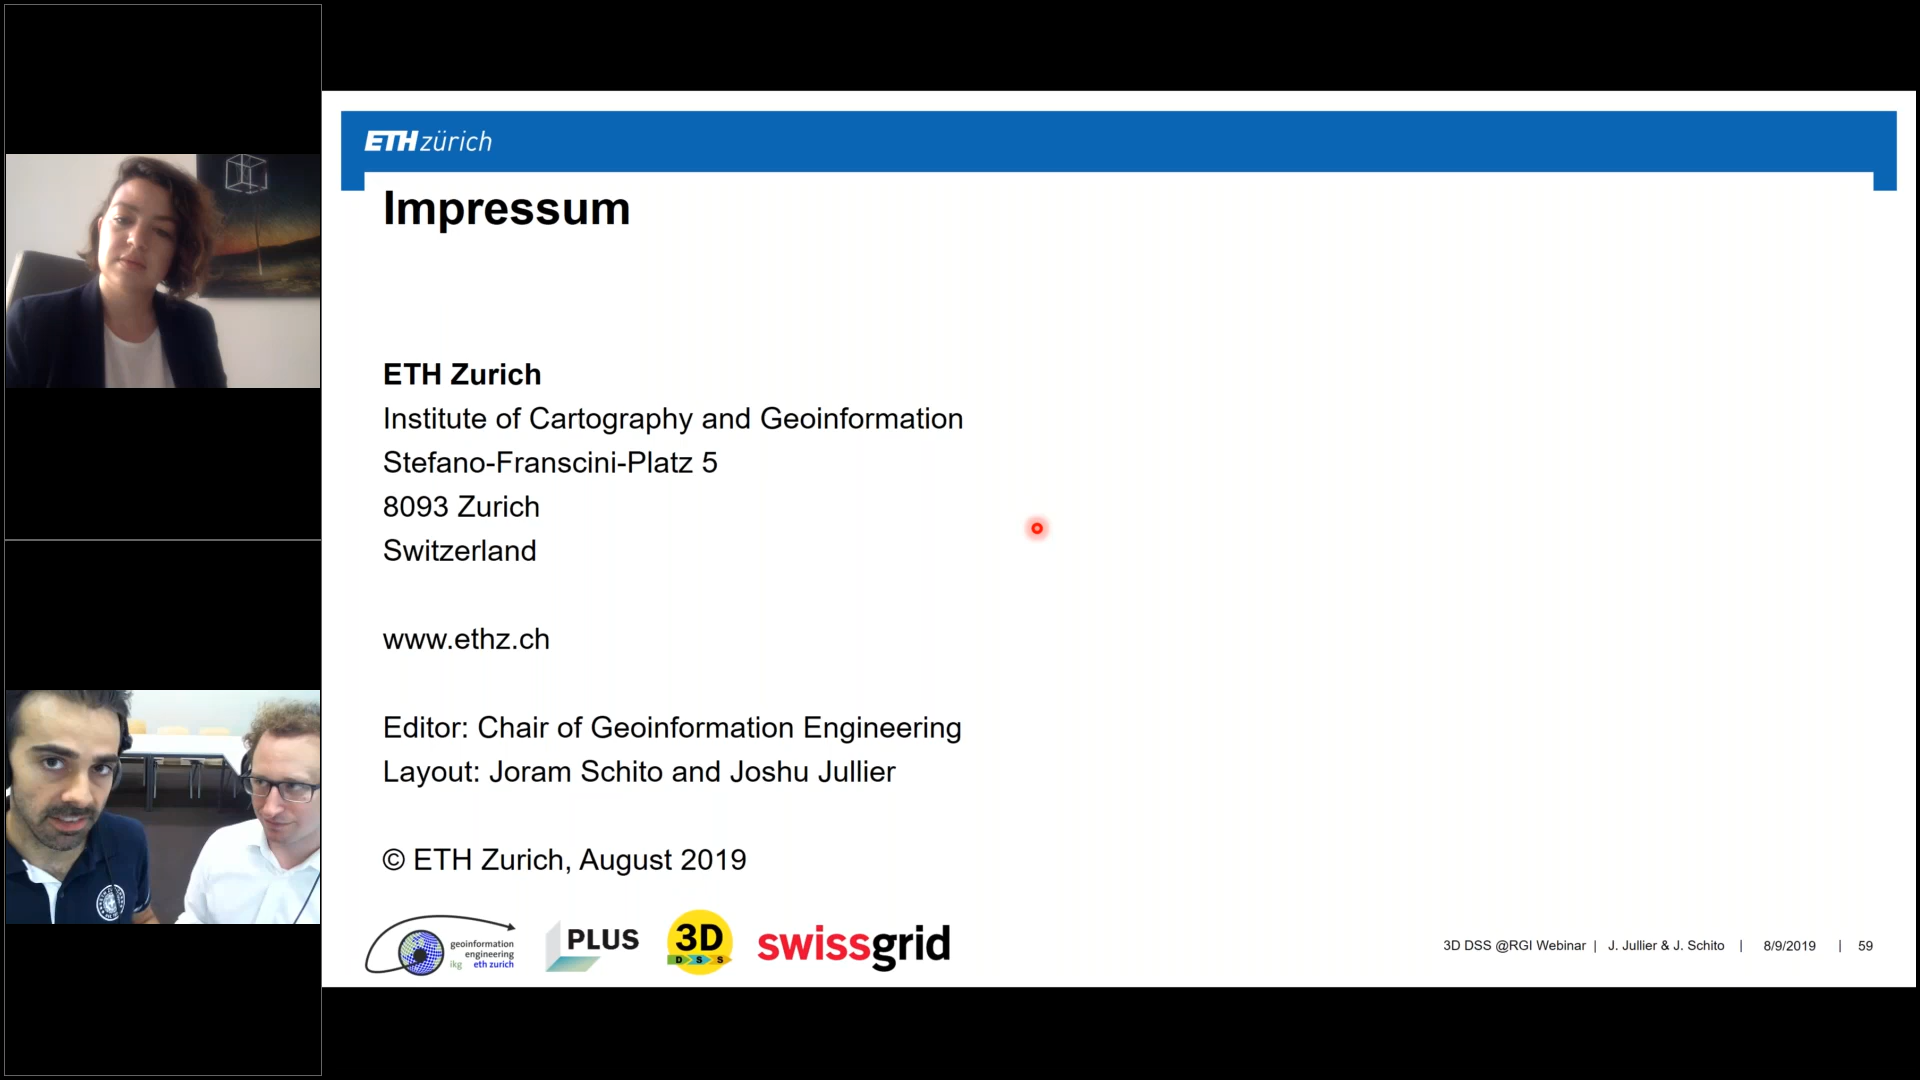 ETH zürich
Impressum
ETH Zurich
Institute of Cartography and Geoinformation
Stefano-Franscini-Platz 5
8093 Zurich
Switzerland
www.ethz.ch
Editor: Chair of Geoinformation Engineering
Layout: Joram Schito and Joshu Jullier
© ETH Zurich, August 2019
geoinformation
engineering
ikg eth zurich
PLUS
3D
DSS
swissgrid
3D DSS @RGI Webinar | J. Jullier & J. Schito | 8/9/2019 | 59